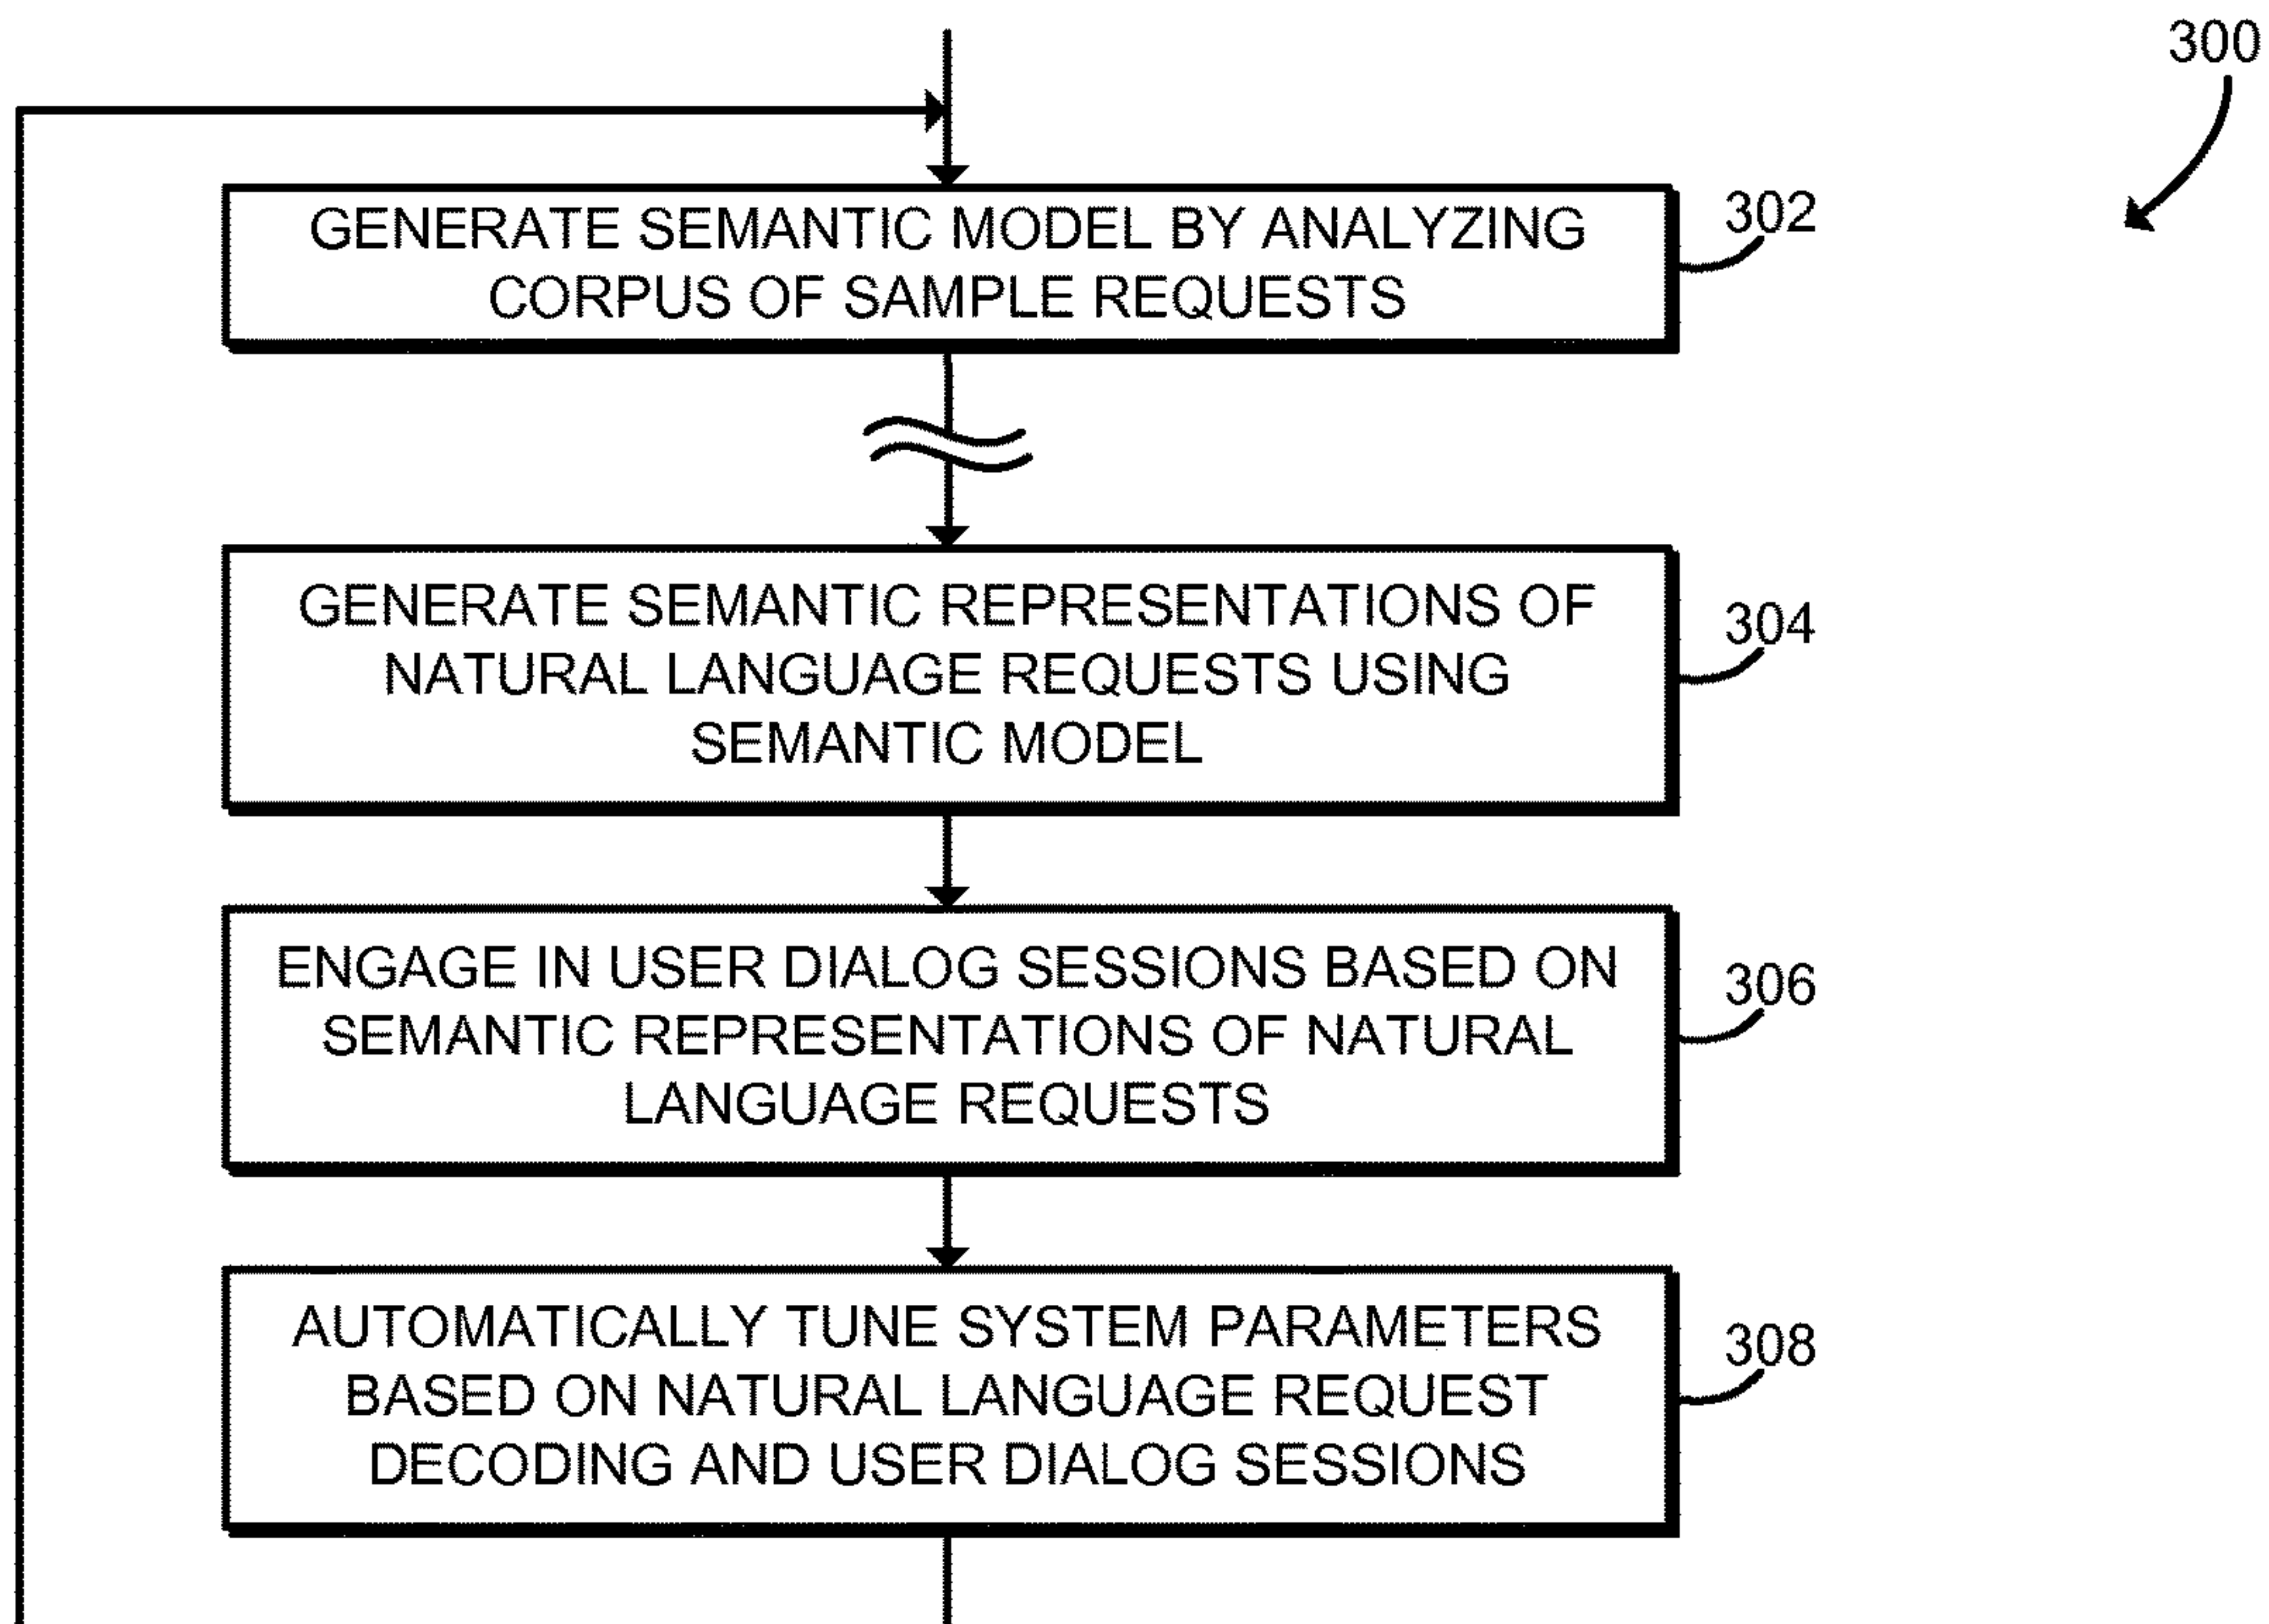 300
GENERATE SEMANTIC MODEL BY ANALYZING
CORPUS OF SAMPLE REQUESTS
302
GENERATE SEMANTIC REPRESENTATIONS OF
NATURAL LANGUAGE REQUESTS USING
SEMANTIC MODEL
304
ENGAGE IN USER DIALOG SESSIONS BASED ON
SEMANTIC REPRESENTATIONS OF NATURAL
LANGUAGE REQUESTS
306
AUTOMATICALLY TUNE SYSTEM PARAMETERS
BASED ON NATURAL LANGUAGE REQUEST
DECODING AND USER DIALOG SESSIONS
308